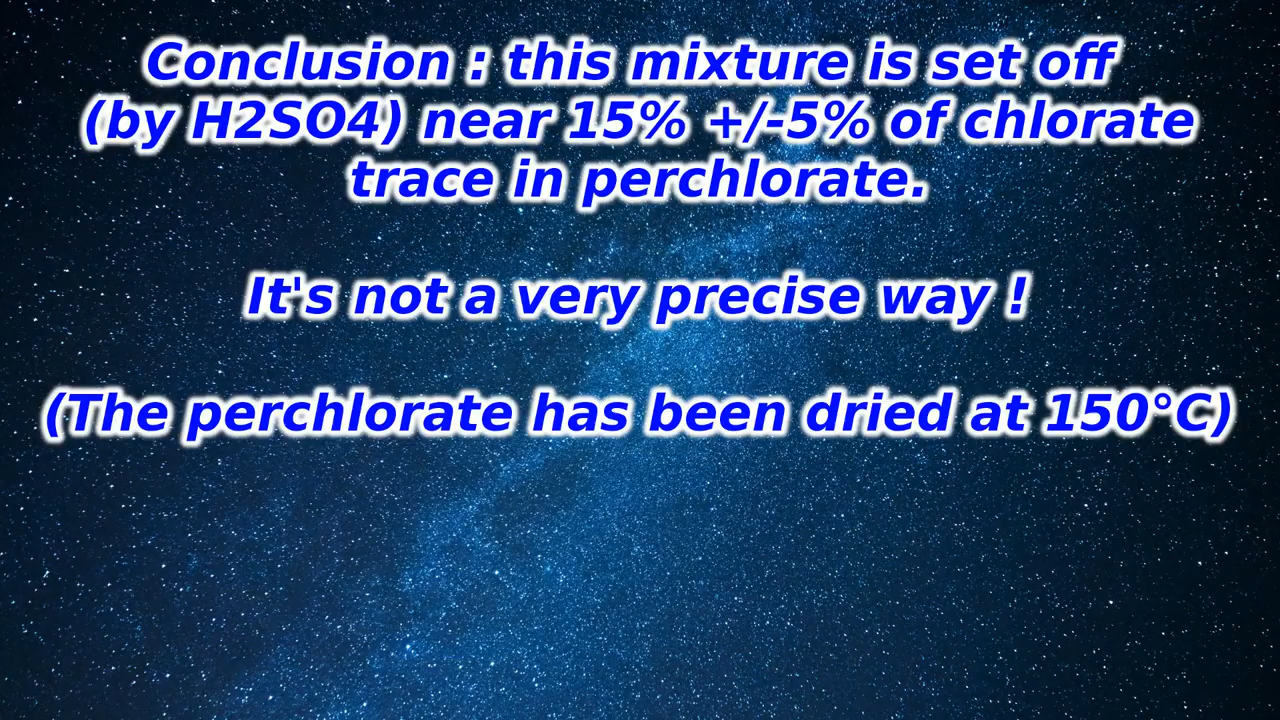 Conclusion : this mixture is set off
(by H2SO4) near 15% +/-5% of chlorate
trace in perchlorate.
It's not a very precise way !
(The perchlorate has been dried at 150°C)